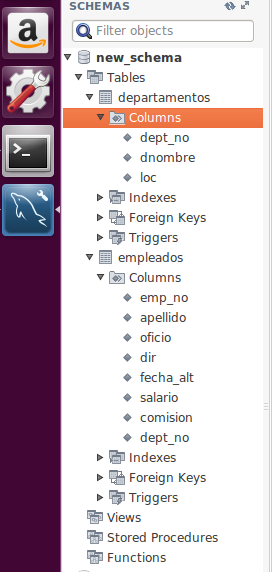 SCHEMAS
Filter objects
new_schema
Tables
departamentos
Columns
dept_no
dnombre
loc
Indexes
Foreign Keys
Triggers
empleados
Columns
emp_no
apellido
oficio
dir
fecha_alt
salario
comision
dept_no
Indexes
Foreign Keys
Triggers
Views
Stored Procedures
Functions